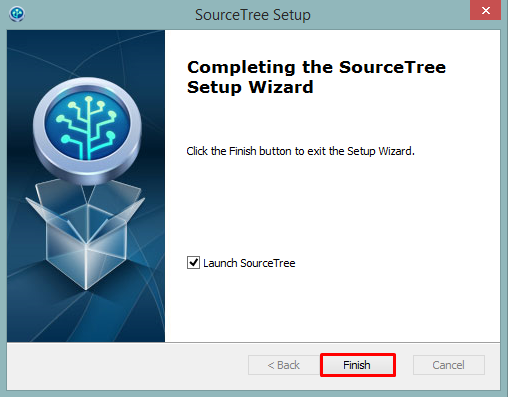 SourceTree Setup
Completing the SourceTree
Setup Wizard
Click the Finish button to exit the Setup Wizard.
Launch SourceTree
< Back
Finish
Cancel